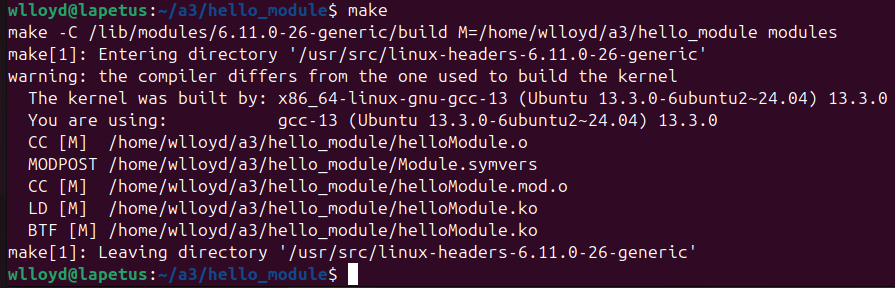 wlloyd@lapetus:~/a3/hello_module$ make
make -C /lib/modules/6.11.0-26-generic/build M=/home/wlloyd/a3/hello_module modules
make[1]: Entering directory '/usr/src/linux-headers-6.11.0-26-generic'
warning: the compiler differs from the one used to build the kernel
  The kernel was built by: x86_64-linux-gnu-gcc-13 (Ubuntu 13.3.0-6ubuntu2~24.04) 13.3.0
  You are using:           gcc-13 (Ubuntu 13.3.0-6ubuntu2~24.04) 13.3.0
  CC [M]  /home/wlloyd/a3/hello_module/helloModule.o
  MODPOST /home/wlloyd/a3/hello_module/Module.symvers
  CC [M]  /home/wlloyd/a3/hello_module/helloModule.mod.o
  LD [M]  /home/wlloyd/a3/hello_module/helloModule.ko
  BTF [M] /home/wlloyd/a3/hello_module/helloModule.ko
make[1]: Leaving directory '/usr/src/linux-headers-6.11.0-26-generic'
wlloyd@lapetus:~/a3/hello_module$